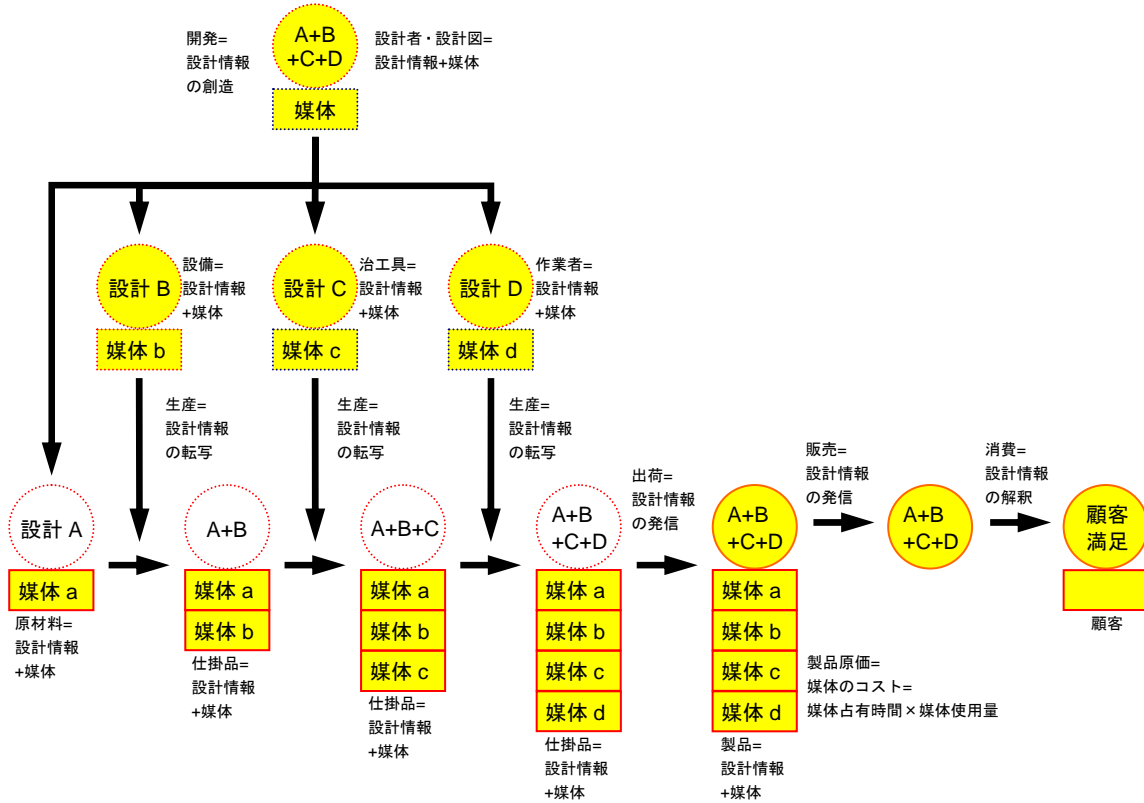 開発=
設計情報
の創造
A+B
+C+D
設計者・設計図=
設計情報+媒体
媒体
設計 B
設備=
設計情報
+媒体
媒体 b
設計 C
治工具=
設計情報
+媒体
媒体 c
設計 D
作業者=
設計情報
+媒体
媒体 d
生産=
設計情報
の転写
生産=
設計情報
の転写
生産=
設計情報
の転写
出荷=
設計情報
の発信
販売=
設計情報
の発信
消費=
設計情報
の解釈
設計 A
媒体 a
原材料=
設計情報
+媒体
A+B
媒体 a
媒体 b
仕掛品=
設計情報
+媒体
A+B+C
媒体 a
媒体 b
媒体 c
仕掛品=
設計情報
+媒体
A+B
+C+D
媒体 a
媒体 b
媒体 c
媒体 d
仕掛品=
設計情報
+媒体
A+B
+C+D
媒体 a
媒体 b
媒体 c
媒体 d
製品=
設計情報
+媒体
製品原価=
媒体のコスト=
媒体占有時間×媒体使用量
A+B
+C+D
顧客
満足
顧客